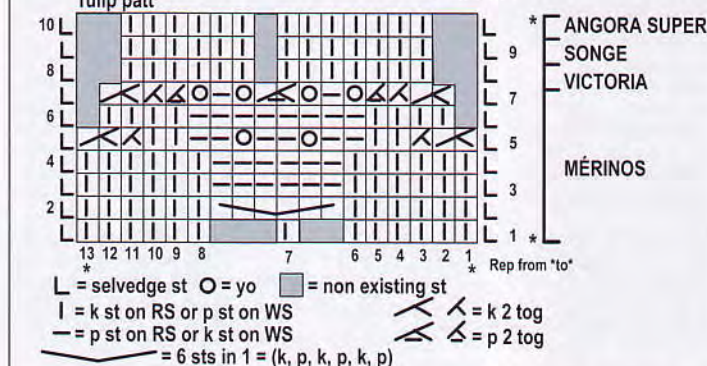 Tulip patt
10 L L * ANGORA SUPER
L L 9 SONGE
8 L L VICTORIA
L O O O O L 7
6 L L
L O O L 5
4 L L MÉRINOS
L L 3
2 L L
L L 1 *
13 12 11 10 9 8 7 6 5 4 3 2 1
* * Rep from *to*
L = selvedge st O = yo = non existing st
I = k st on RS or p st on WS = k 2 tog
– = p st on RS or k st on WS = p 2 tog
= 6 sts in 1 = (k, p, k, p, k, p)